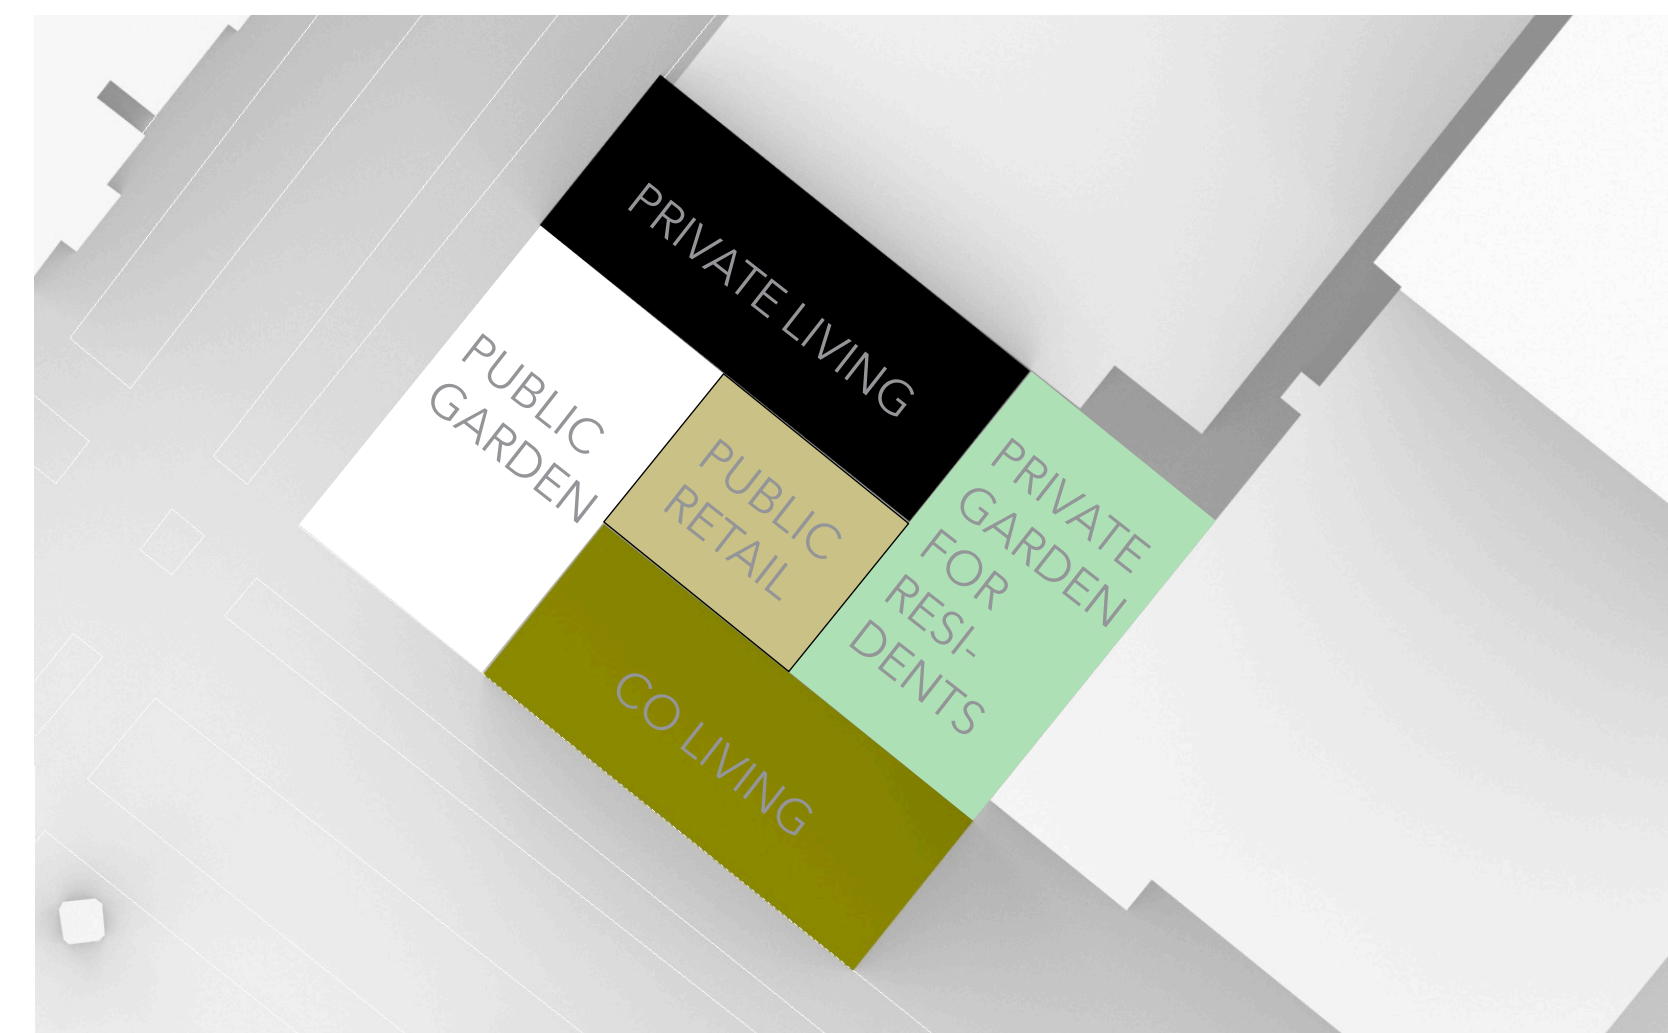 PRIVATE LIVING
PUBLIC
GARDEN
PUBLIC
RETAIL
PRIVATE
GARDEN
FOR
RESI-
DENTS
CO LIVING